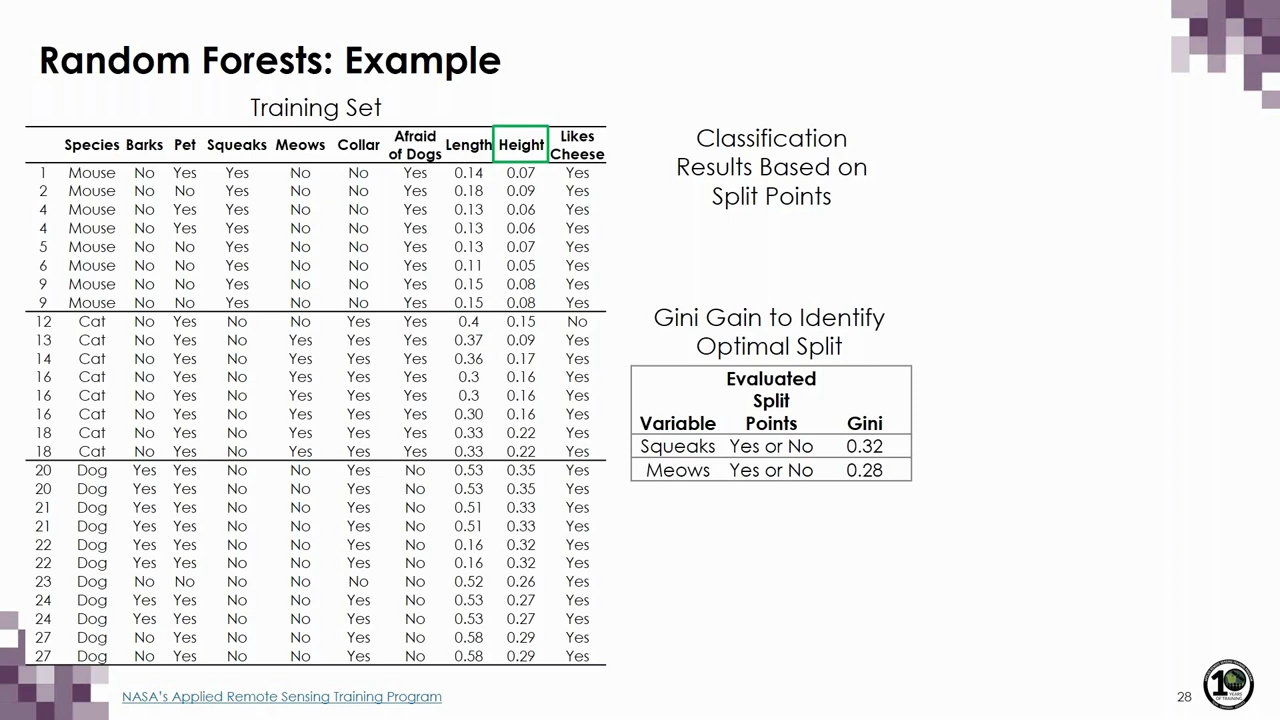 Random Forests: Example
Training Set
Species Barks Pet Squeaks Meows Collar Afraid of Dogs Length Height Likes Cheese
1 Mouse No Yes Yes No No Yes 0.14 0.07 Yes
2 Mouse No No Yes No No Yes 0.18 0.09 Yes
4 Mouse No Yes Yes No No Yes 0.13 0.06 Yes
4 Mouse No Yes Yes No No Yes 0.13 0.06 Yes
5 Mouse No No Yes No No Yes 0.13 0.07 Yes
6 Mouse No No Yes No No Yes 0.11 0.05 Yes
9 Mouse No No Yes No No Yes 0.15 0.08 Yes
9 Mouse No No Yes No No Yes 0.15 0.08 Yes
12 Cat No Yes No No Yes Yes 0.4 0.15 No
13 Cat No Yes No Yes Yes Yes 0.37 0.09 Yes
14 Cat No Yes No Yes Yes Yes 0.36 0.17 Yes
16 Cat No Yes No Yes Yes Yes 0.3 0.16 Yes
16 Cat No Yes No Yes Yes Yes 0.3 0.16 Yes
16 Cat No Yes No Yes Yes Yes 0.30 0.16 Yes
18 Cat No Yes No Yes Yes Yes 0.33 0.22 Yes
18 Cat No Yes No Yes Yes Yes 0.33 0.22 Yes
20 Dog Yes Yes No No Yes No 0.53 0.35 Yes
20 Dog Yes Yes No No Yes No 0.53 0.35 Yes
21 Dog Yes Yes No No Yes No 0.51 0.33 Yes
21 Dog Yes Yes No No Yes No 0.51 0.33 Yes
22 Dog Yes Yes No No Yes No 0.16 0.32 Yes
22 Dog Yes Yes No No Yes No 0.16 0.32 Yes
23 Dog No No No No No No 0.52 0.26 Yes
24 Dog Yes Yes No No Yes No 0.53 0.27 Yes
24 Dog Yes Yes No No Yes No 0.53 0.27 Yes
27 Dog No Yes No No Yes No 0.58 0.29 Yes
27 Dog No Yes No No Yes No 0.58 0.29 Yes
Classification
Results Based on
Split Points
Gini Gain to Identify
Optimal Split
Variable Evaluated Split Points Gini
Squeaks Yes or No 0.32
Meows Yes or No 0.28
NASA's Applied Remote Sensing Training Program
28
10
YEARS
OF TRAINING